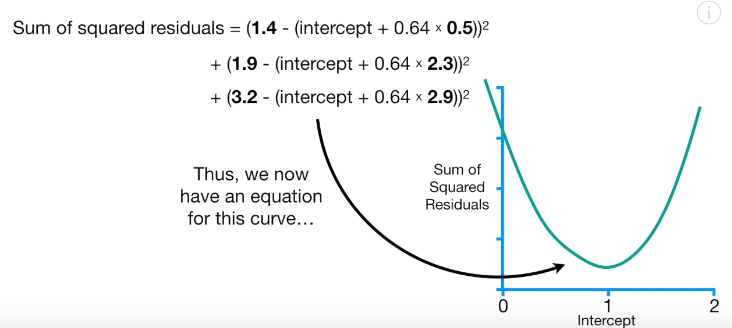 Sum of squared residuals = (1.4 - (intercept + 0.64 × 0.5))²
+ (1.9 - (intercept + 0.64 × 2.3))²
+ (3.2 - (intercept + 0.64 × 2.9))²
Thus, we now
have an equation
for this curve…
Sum of
Squared
Residuals
0
1
2
Intercept